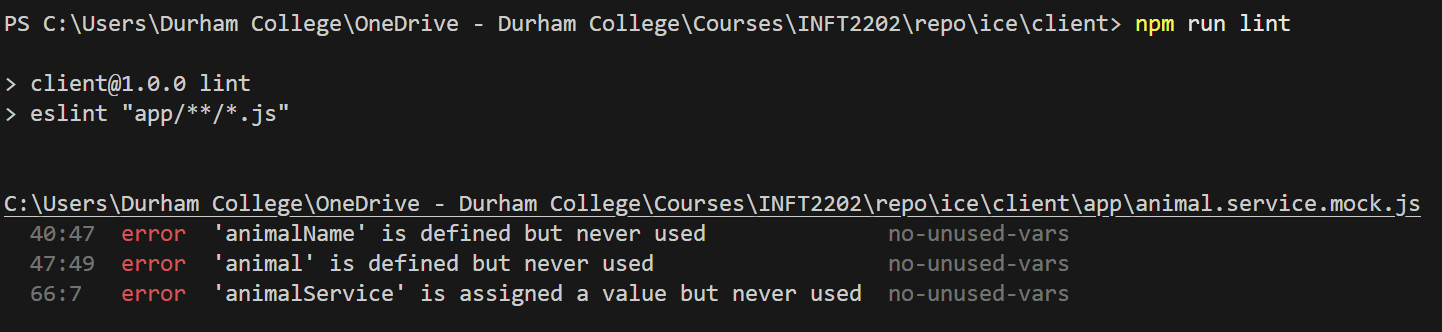 PS C:\Users\Durham College\OneDrive - Durham College\Courses\INFT2202\repo\ice\client> npm run lint
> client@1.0.0 lint
> eslint "app/**/*.js"
C:\Users\Durham College\OneDrive - Durham College\Courses\INFT2202\repo\ice\client\app\animal.service.mock.js
40:47 error 'animalName' is defined but never used no-unused-vars
47:49 error 'animal' is defined but never used no-unused-vars
66:7 error 'animalService' is assigned a value but never used no-unused-vars